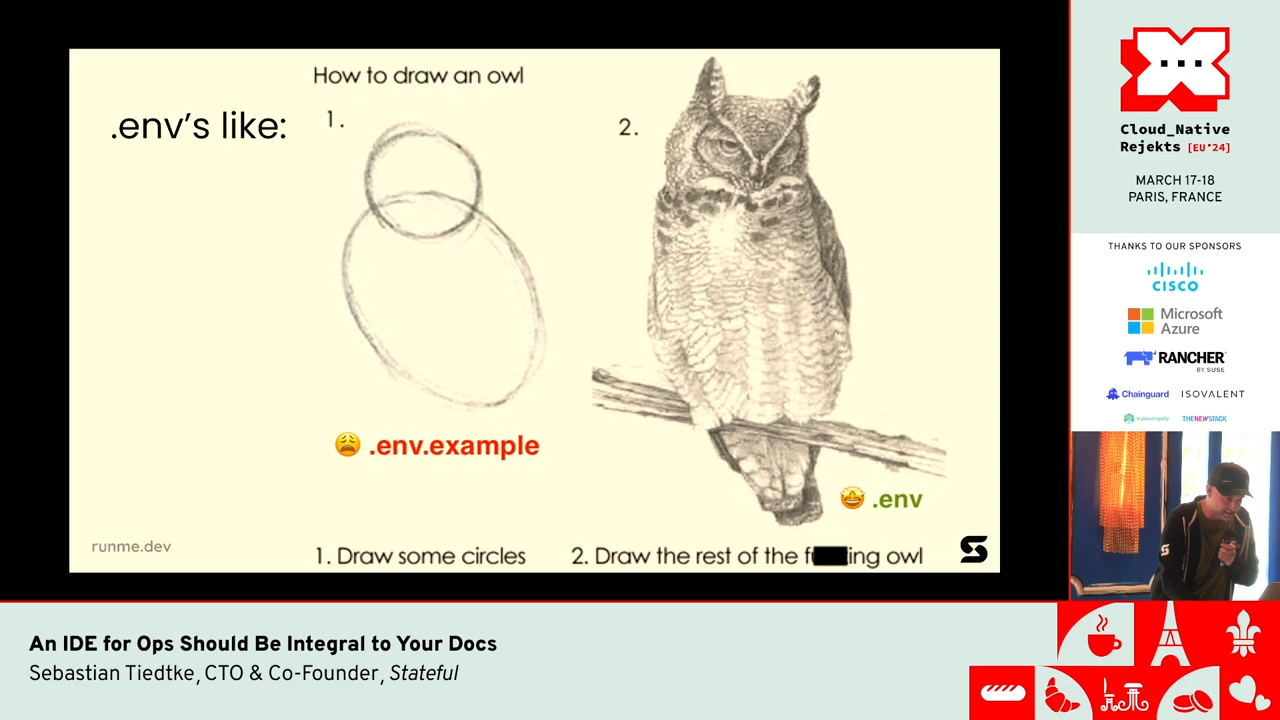 How to draw an owl
.env’s like:
1.
2.
😩 .env.example
🤩 .env
runme.dev
1. Draw some circles
2. Draw the rest of the f ing owl
Cloud_Native
Rejekts [EU*24]
MARCH 17-18
PARIS, FRANCE
THANKS TO OUR SPONSORS
CISCO
Microsoft
Azure
RANCHER
BY SUSE
Chainguard
ISOVALENT
kubesimplify
THENEWSTACK
An IDE for Ops Should Be Integral to Your Docs
Sebastian Tiedtke, CTO & Co-Founder, Stateful